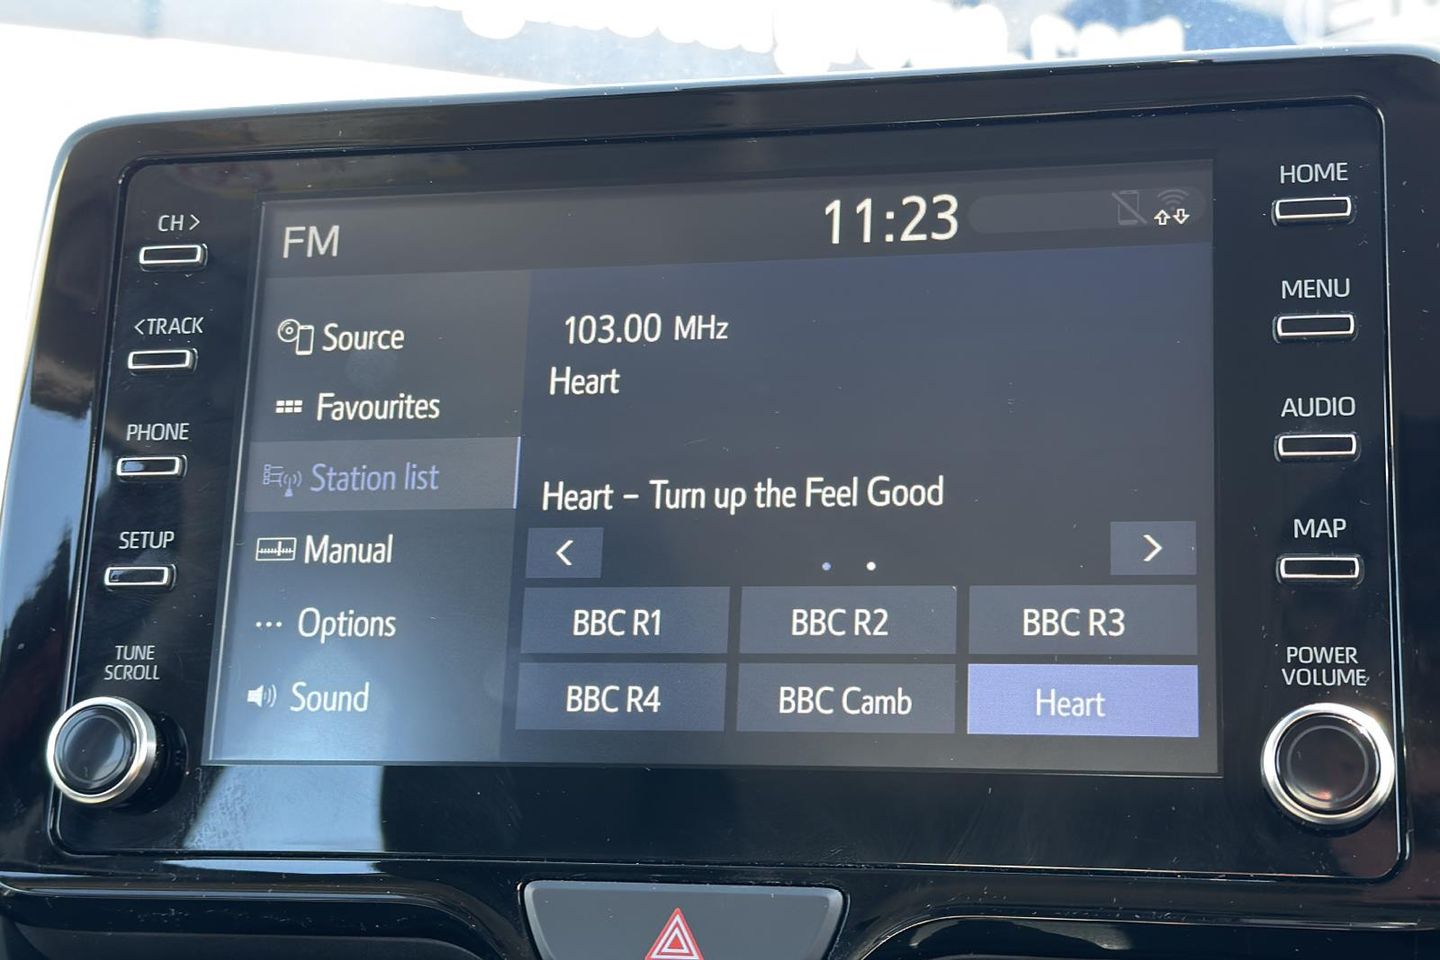 CH>
<TRACK
PHONE
SETUP
TUNE
SCROLL
FM
11:23
Source
Favourites
Station list
Manual
Options
Sound
103.00 MHz
Heart
Heart – Turn up the Feel Good
<
>
BBC R1
BBC R2
BBC R3
BBC R4
BBC Camb
Heart
HOME
MENU
AUDIO
MAP
POWER
VOLUME